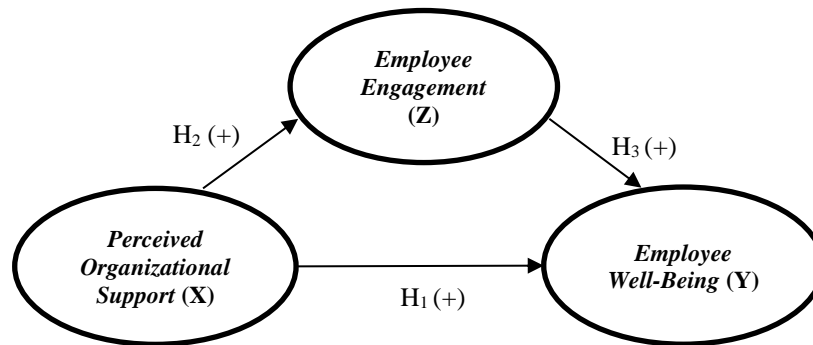 Employee
Engagement
(Z)
H₂ (+)
H₃ (+)
Perceived
Organizational
Support (X)
Employee
Well-Being (Y)
H₁ (+)